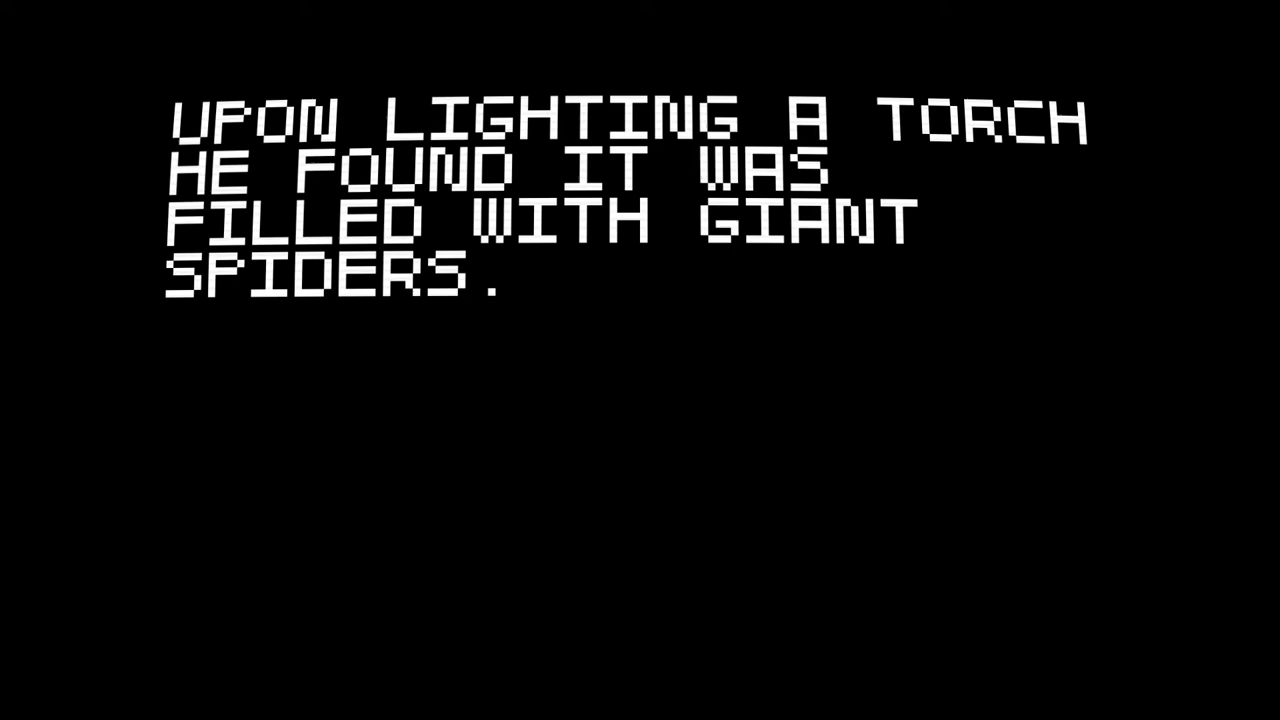 UPON LIGHTING A TORCH
HE FOUND IT WAS
FILLED WITH GIANT
SPIDERS.